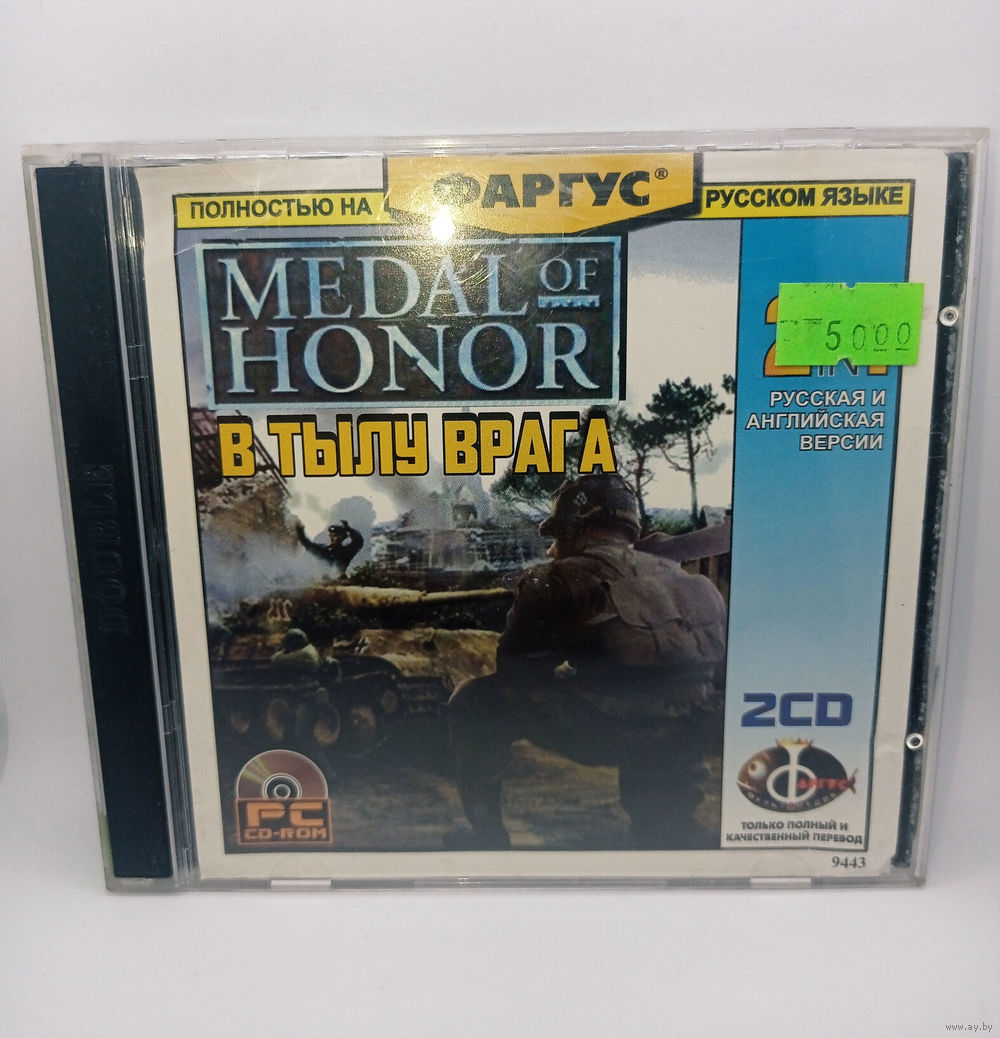 ФАРГУС®
ПОЛНОСТЬЮ НА
РУССКОМ ЯЗЫКЕ
MEDAL OF
HONOR
В ТЫЛУ ВРАГА
5000
РУССКАЯ И
АНГЛИЙСКАЯ
ВЕРСИИ
DOUBLE
2CD
ФАРГУС
PC
CD-ROM
ТОЛЬКО ПОЛНЫЙ И
КАЧЕСТВЕННЫЙ ПЕРЕВОД
9443
www.ay.by